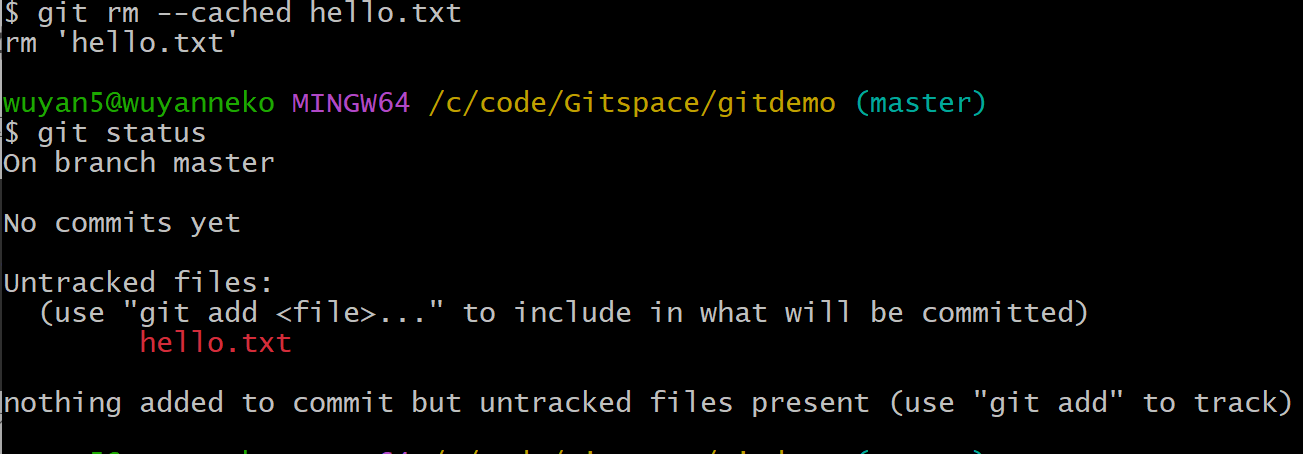 $ git rm --cached hello.txt
rm 'hello.txt'
wuyan5@wuyanneko MINGW64 /c/code/Gitspace/gitdemo (master)
$ git status
On branch master
No commits yet
Untracked files:
(use "git add <file>..." to include in what will be committed)
hello.txt
nothing added to commit but untracked files present (use "git add" to track)